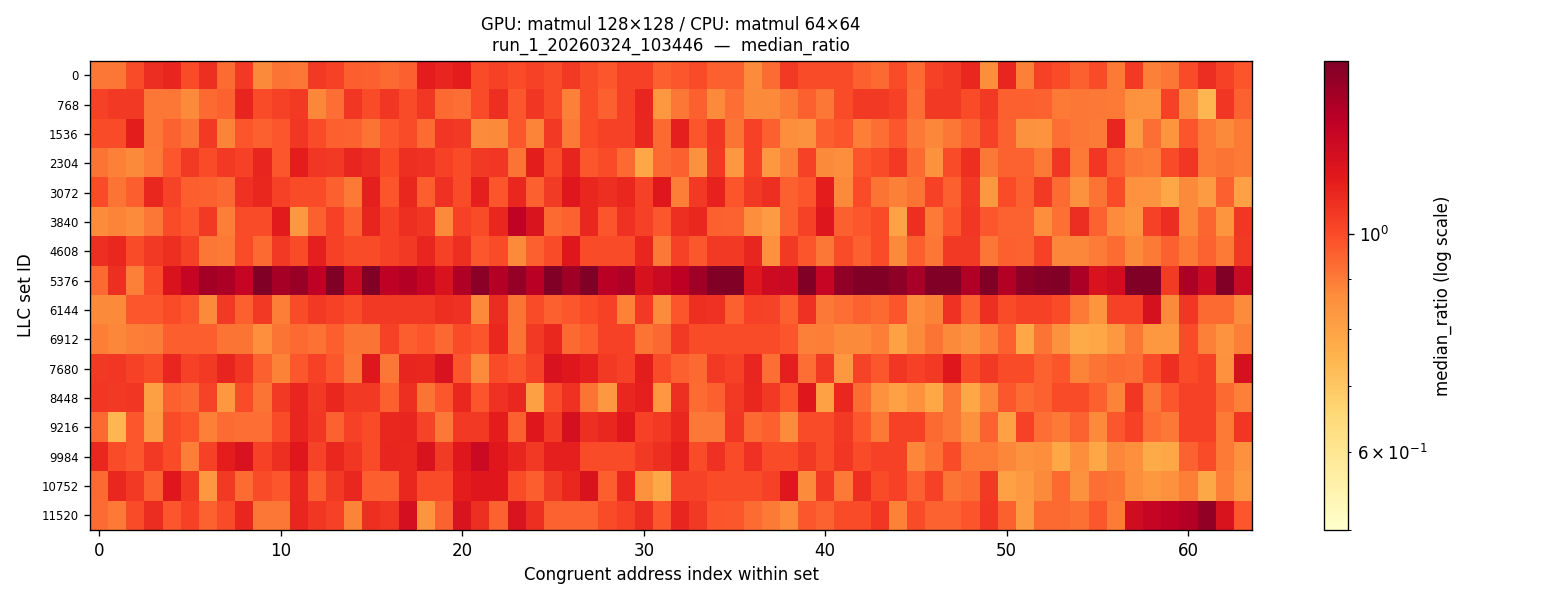 GPU: matmul 128×128 / CPU: matmul 64×64
run_1_20260324_103446 — median_ratio
LLC set ID
0
768
1536
2304
3072
3840
4608
5376
6144
6912
7680
8448
9216
9984
10752
11520
0 10 20 30 40 50 60
Congruent address index within set
10⁰
6 × 10⁻¹
median_ratio (log scale)